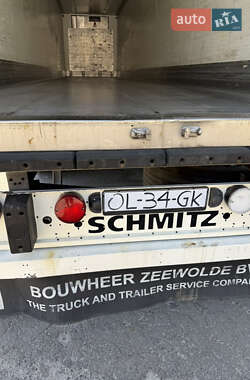 auto RIA
OL-34-GK
SCHMITZ
BOUWHEER ZEEWOLDE BV
THE TRUCK AND TRAILER SERVICE COMPA